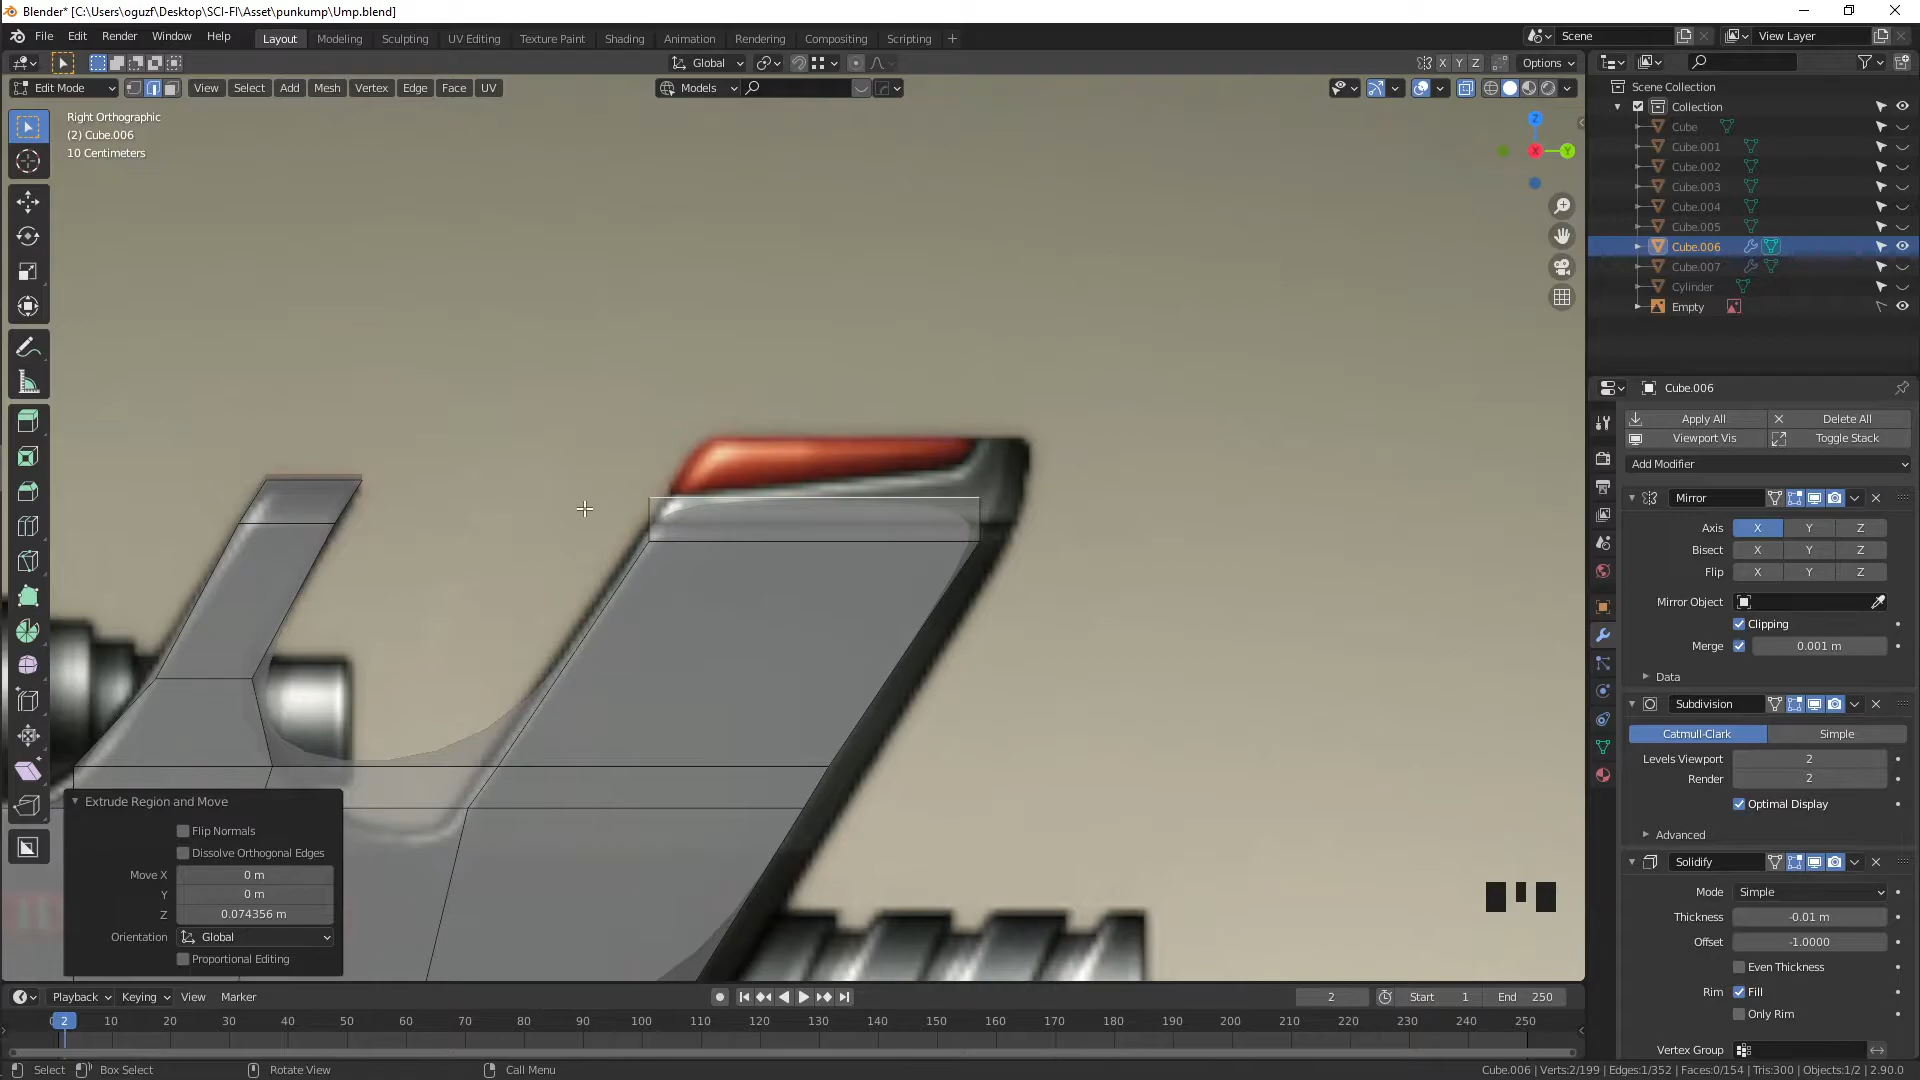 Blender* [C:\Users\oguzf\Desktop\SCI-FI\Asset\punkump\Ump.blend]
File Edit Render Window Help Layout Modeling Sculpting UV Editing Texture Paint Shading Animation Rendering Compositing Scripting Scene View Layer
Global X Y Z Options
Edit Mode View Select Add Mesh Vertex Edge Face UV Models
Scene Collection
Collection
Cube
Cube.001
Cube.002
Cube.003
Cube.004
Cube.005
Cube.006
Cube.007
Cylinder
Empty
Right Orthographic
(2) Cube.006
10 Centimeters
Z
Y
X
Cube.006
Apply All Delete All
Viewport Vis Toggle Stack
Add Modifier
Mirror
Axis X Y Z
Bisect X Y Z
Flip X Y Z
Mirror Object
Clipping
Merge 0.001 m
Data
Subdivision
Catmull-Clark Simple
Levels Viewport 2
Render 2
Optimal Display
Advanced
Solidify
Mode Simple
Thickness -0.01 m
Offset -1.0000
Even Thickness
Rim Fill
Only Rim
Vertex Group
Extrude Region and Move
Flip Normals
Dissolve Orthogonal Edges
Move X 0 m
Y 0 m
Z 0.074356 m
Orientation Global
Proportional Editing
Playback Keying View Marker 2 Start 1 End 250
2 10 20 30 40 50 60 70 80 90 100 110 120 130 140 150 160 170 180 190 200 210 220 230 240 250
Select Box Select Rotate View Call Menu Cube.006 | Verts:2/199 | Edges:1/352 | Faces:0/154 | Tris:300 | Objects:1/2 | 2.90.0